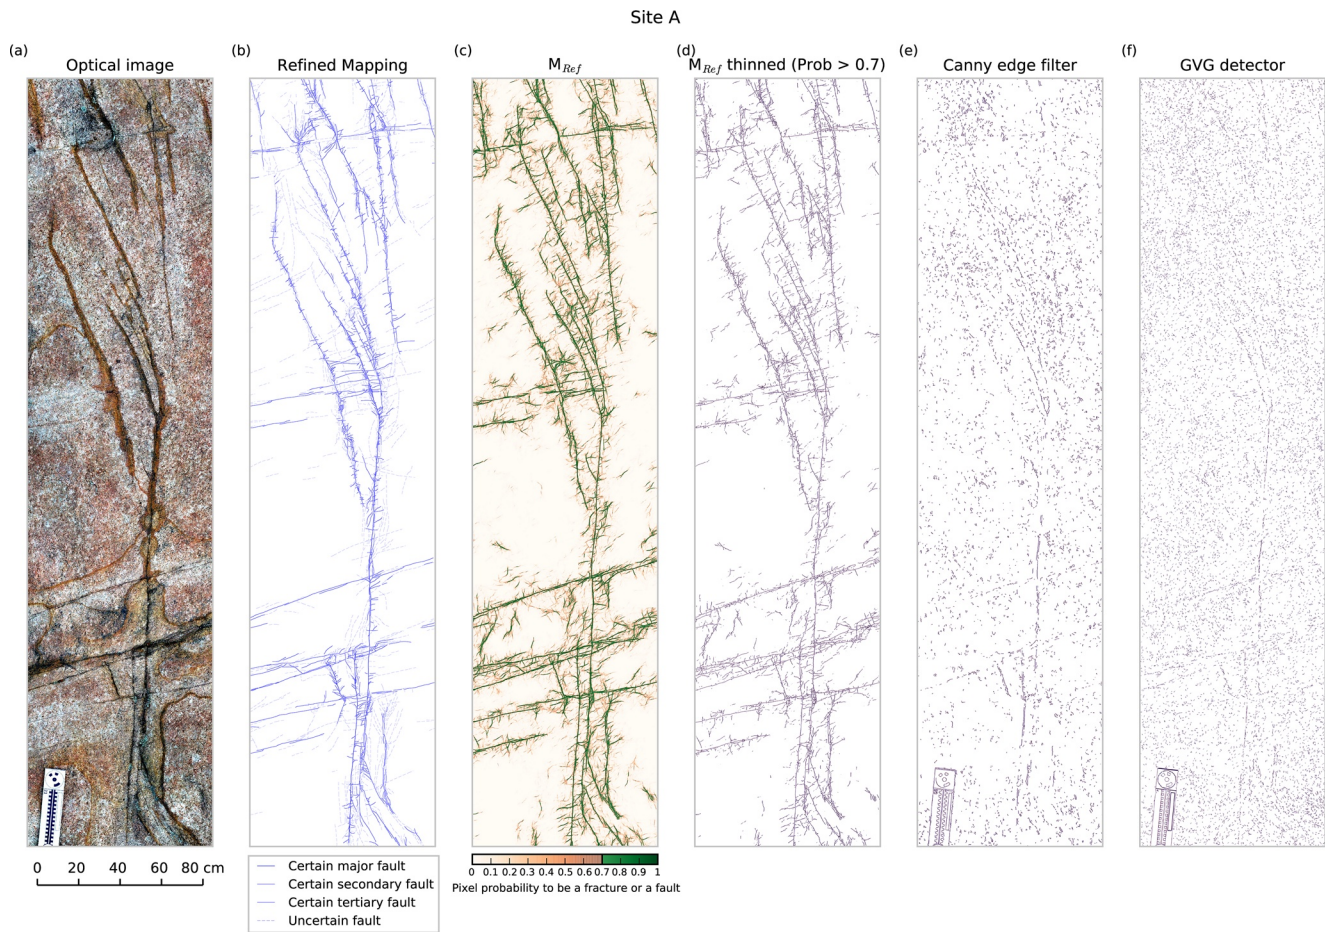 Site A
(a)
Optical image
(b)
Refined Mapping
(c)
M_Ref
(d)
M_Ref thinned (Prob > 0.7)
(e)
Canny edge filter
(f)
GVG detector
0 20 40 60 80 cm
Certain major fault
Certain secondary fault
Certain tertiary fault
Uncertain fault
0 0.1 0.2 0.3 0.4 0.5 0.6 0.7 0.8 0.9 1
Pixel probability to be a fracture or a fault